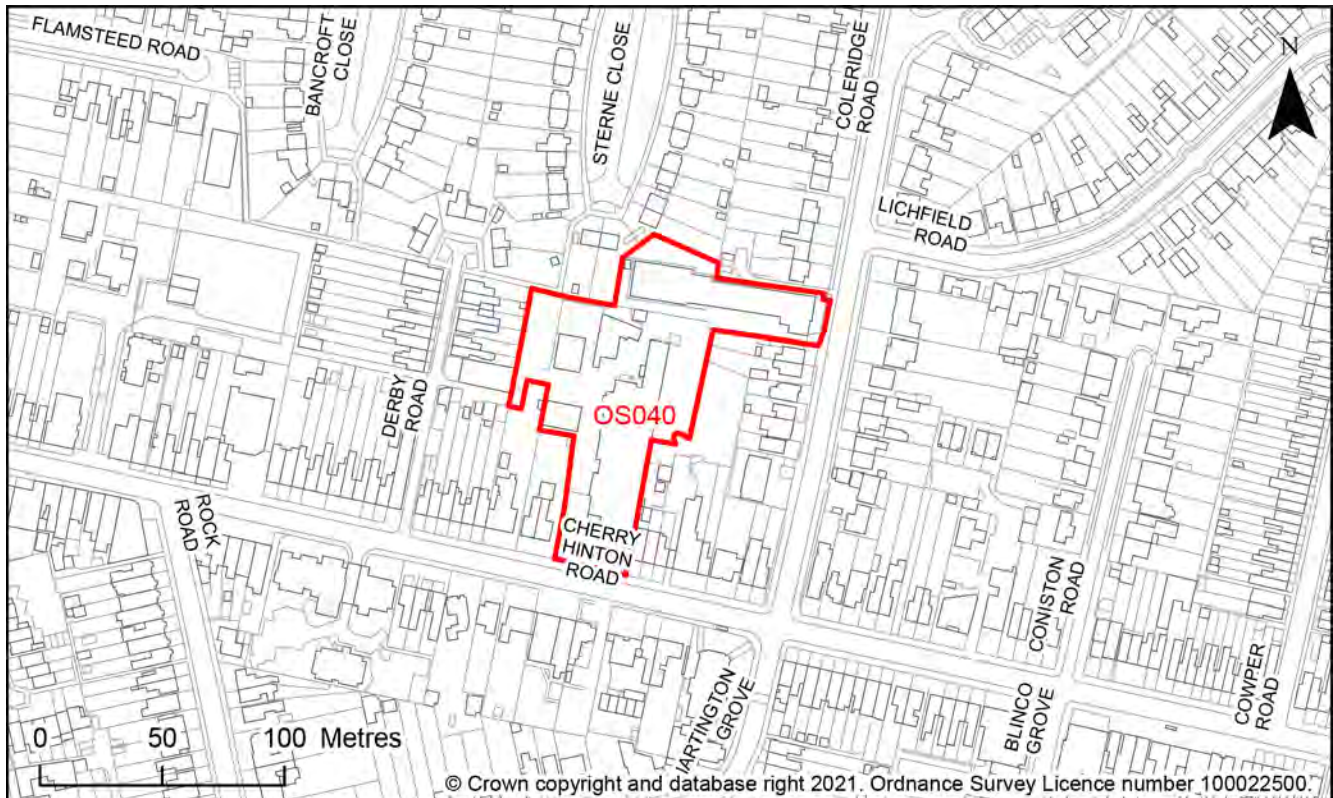 FLAMSTEED ROAD
BANCROFT
CLOSE
STERNE CLOSE
COLERIDGE
ROAD
N
LICHFIELD
ROAD
DERBY
ROAD
OS040
ROCK
ROAD
CHERRY
HINTON
ROAD
CONISTON
ROAD
HARTINGTON
GROVE
BLINCO
GROVE
COWPER
ROAD
0 50 100 Metres
© Crown copyright and database right 2021. Ordnance Survey Licence number 100022500.